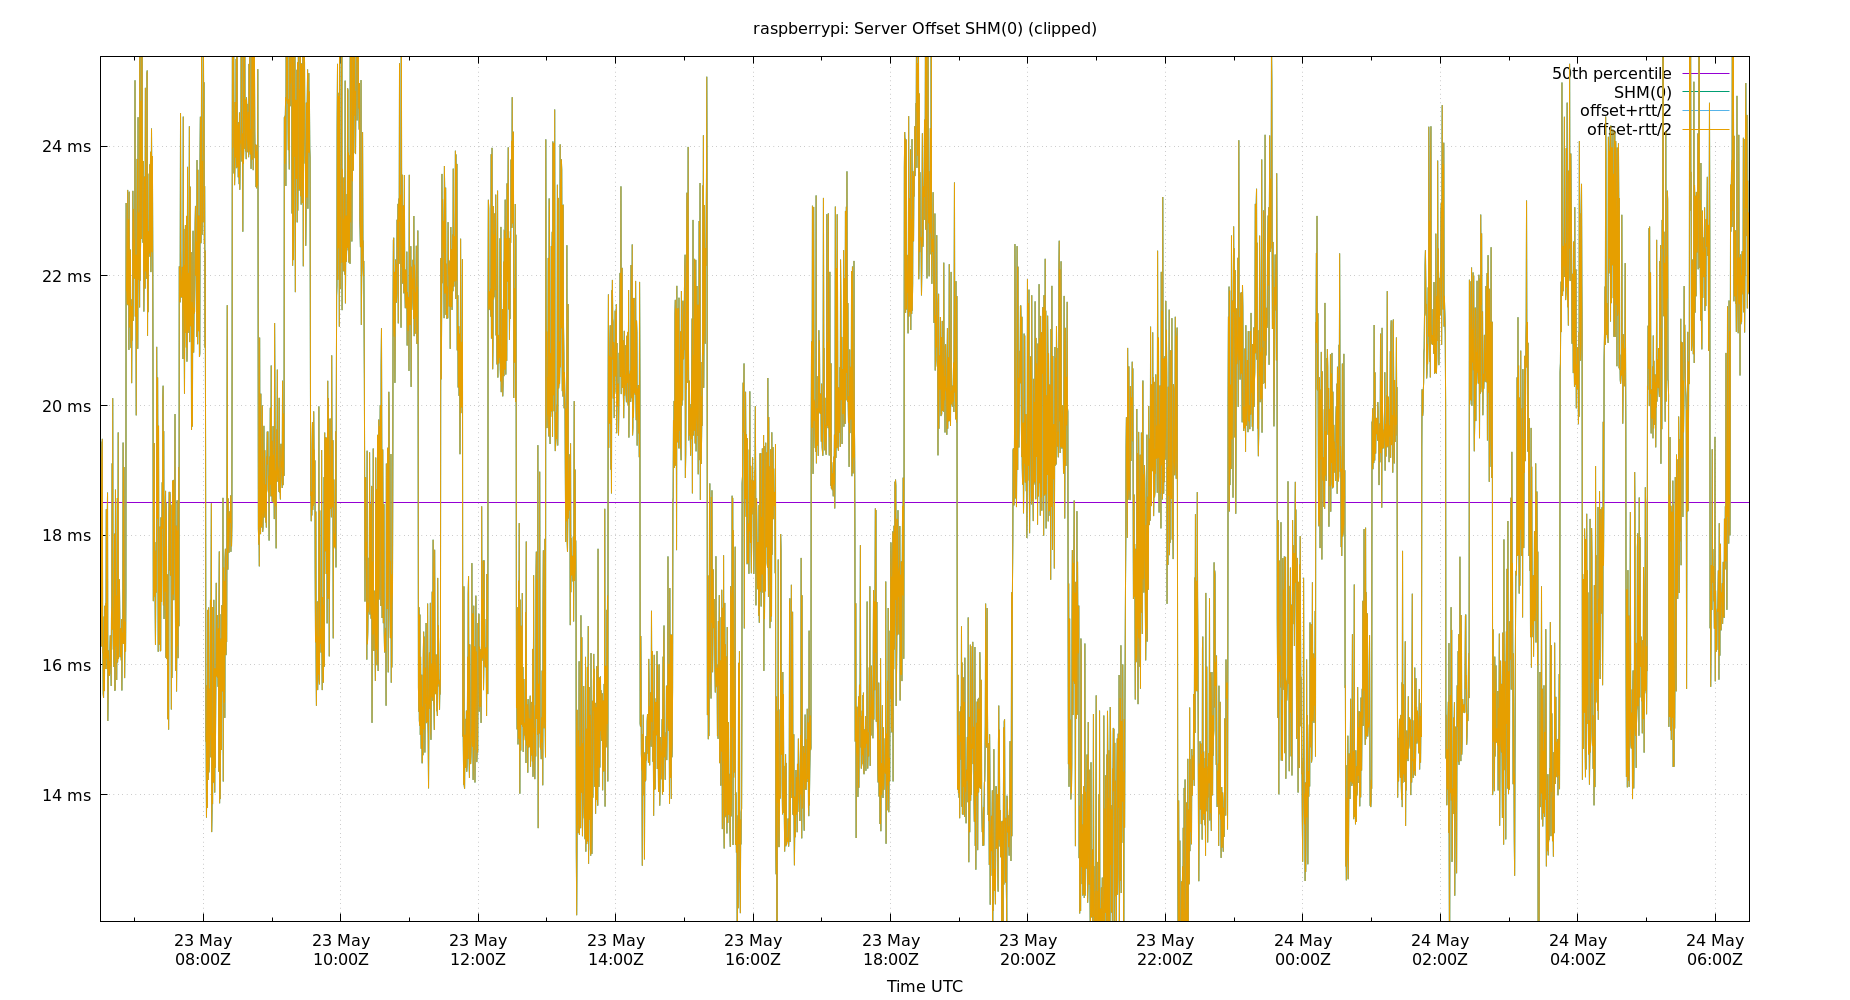 raspberrypi: Server Offset SHM(0) (clipped)
50th percentile
SHM(0)
offset+rtt/2
offset-rtt/2
24 ms
22 ms
20 ms
18 ms
16 ms
14 ms
23 May 23 May 23 May 23 May 23 May 23 May 23 May 23 May 24 May 24 May 24 May 24 May
08:00Z 10:00Z 12:00Z 14:00Z 16:00Z 18:00Z 20:00Z 22:00Z 00:00Z 02:00Z 04:00Z 06:00Z
Time UTC